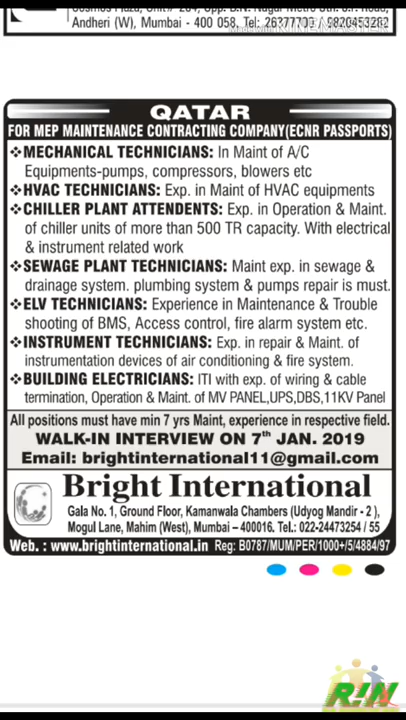 Andheri (W), Mumbai - 400 058, Tel: 26377700 9820453282
QATAR
FOR MEP MAINTENANCE CONTRACTING COMPANY(ECNR PASSPORTS)
❖MECHANICAL TECHNICIANS: In Maint of A/C
Equipments-pumps, compressors, blowers etc
❖HVAC TECHNICIANS: Exp. in Maint of HVAC equipments
❖CHILLER PLANT ATTENDENTS: Exp. in Operation & Maint.
of chiller units of more than 500 TR capacity. With electrical
& instrument related work
❖SEWAGE PLANT TECHNICIANS: Maint exp. in sewage &
drainage system. plumbing system & pumps repair is must.
❖ELV TECHNICIANS: Experience in Maintenance & Trouble
shooting of BMS, Access control, fire alarm system etc.
❖INSTRUMENT TECHNICIANS: Exp. in repair & Maint. of
instrumentation devices of air conditioning & fire system.
❖BUILDING ELECTRICIANS: ITI with exp. of wiring & cable
termination, Operation & Maint. of MV PANEL,UPS,DBS,11KV Panel
All positions must have min 7 yrs Maint, experience in respective field.
WALK-IN INTERVIEW ON 7th JAN. 2019
Email: brightinternational11@gmail.com
Bright International
Gala No. 1, Ground Floor, Kamanwala Chambers (Udyog Mandir - 2 ),
Mogul Lane, Mahim (West), Mumbai – 400016. Tel.: 022-24473254 / 55
Web. : www.brightinternational.in Reg: B0787/MUM/PER/1000+/5/4884/97